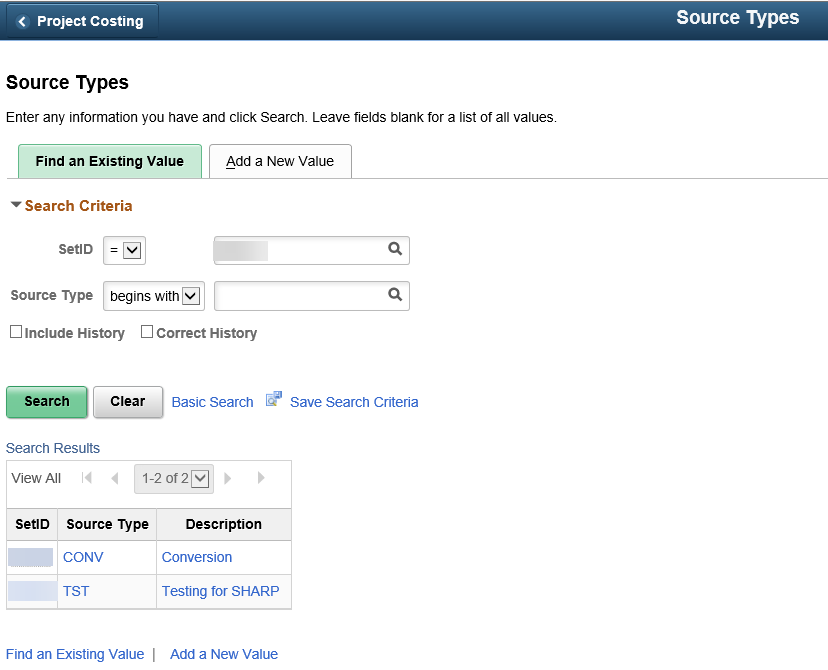 Project Costing
Source Types
Source Types
Enter any information you have and click Search. Leave fields blank for a list of all values.
Find an Existing Value
Add a New Value
Search Criteria
SetID =
Source Type begins with
Include History Correct History
Search Clear Basic Search Save Search Criteria
Search Results
View All 1-2 of 2
SetID Source Type Description
CONV Conversion
TST Testing for SHARP
Find an Existing Value | Add a New Value